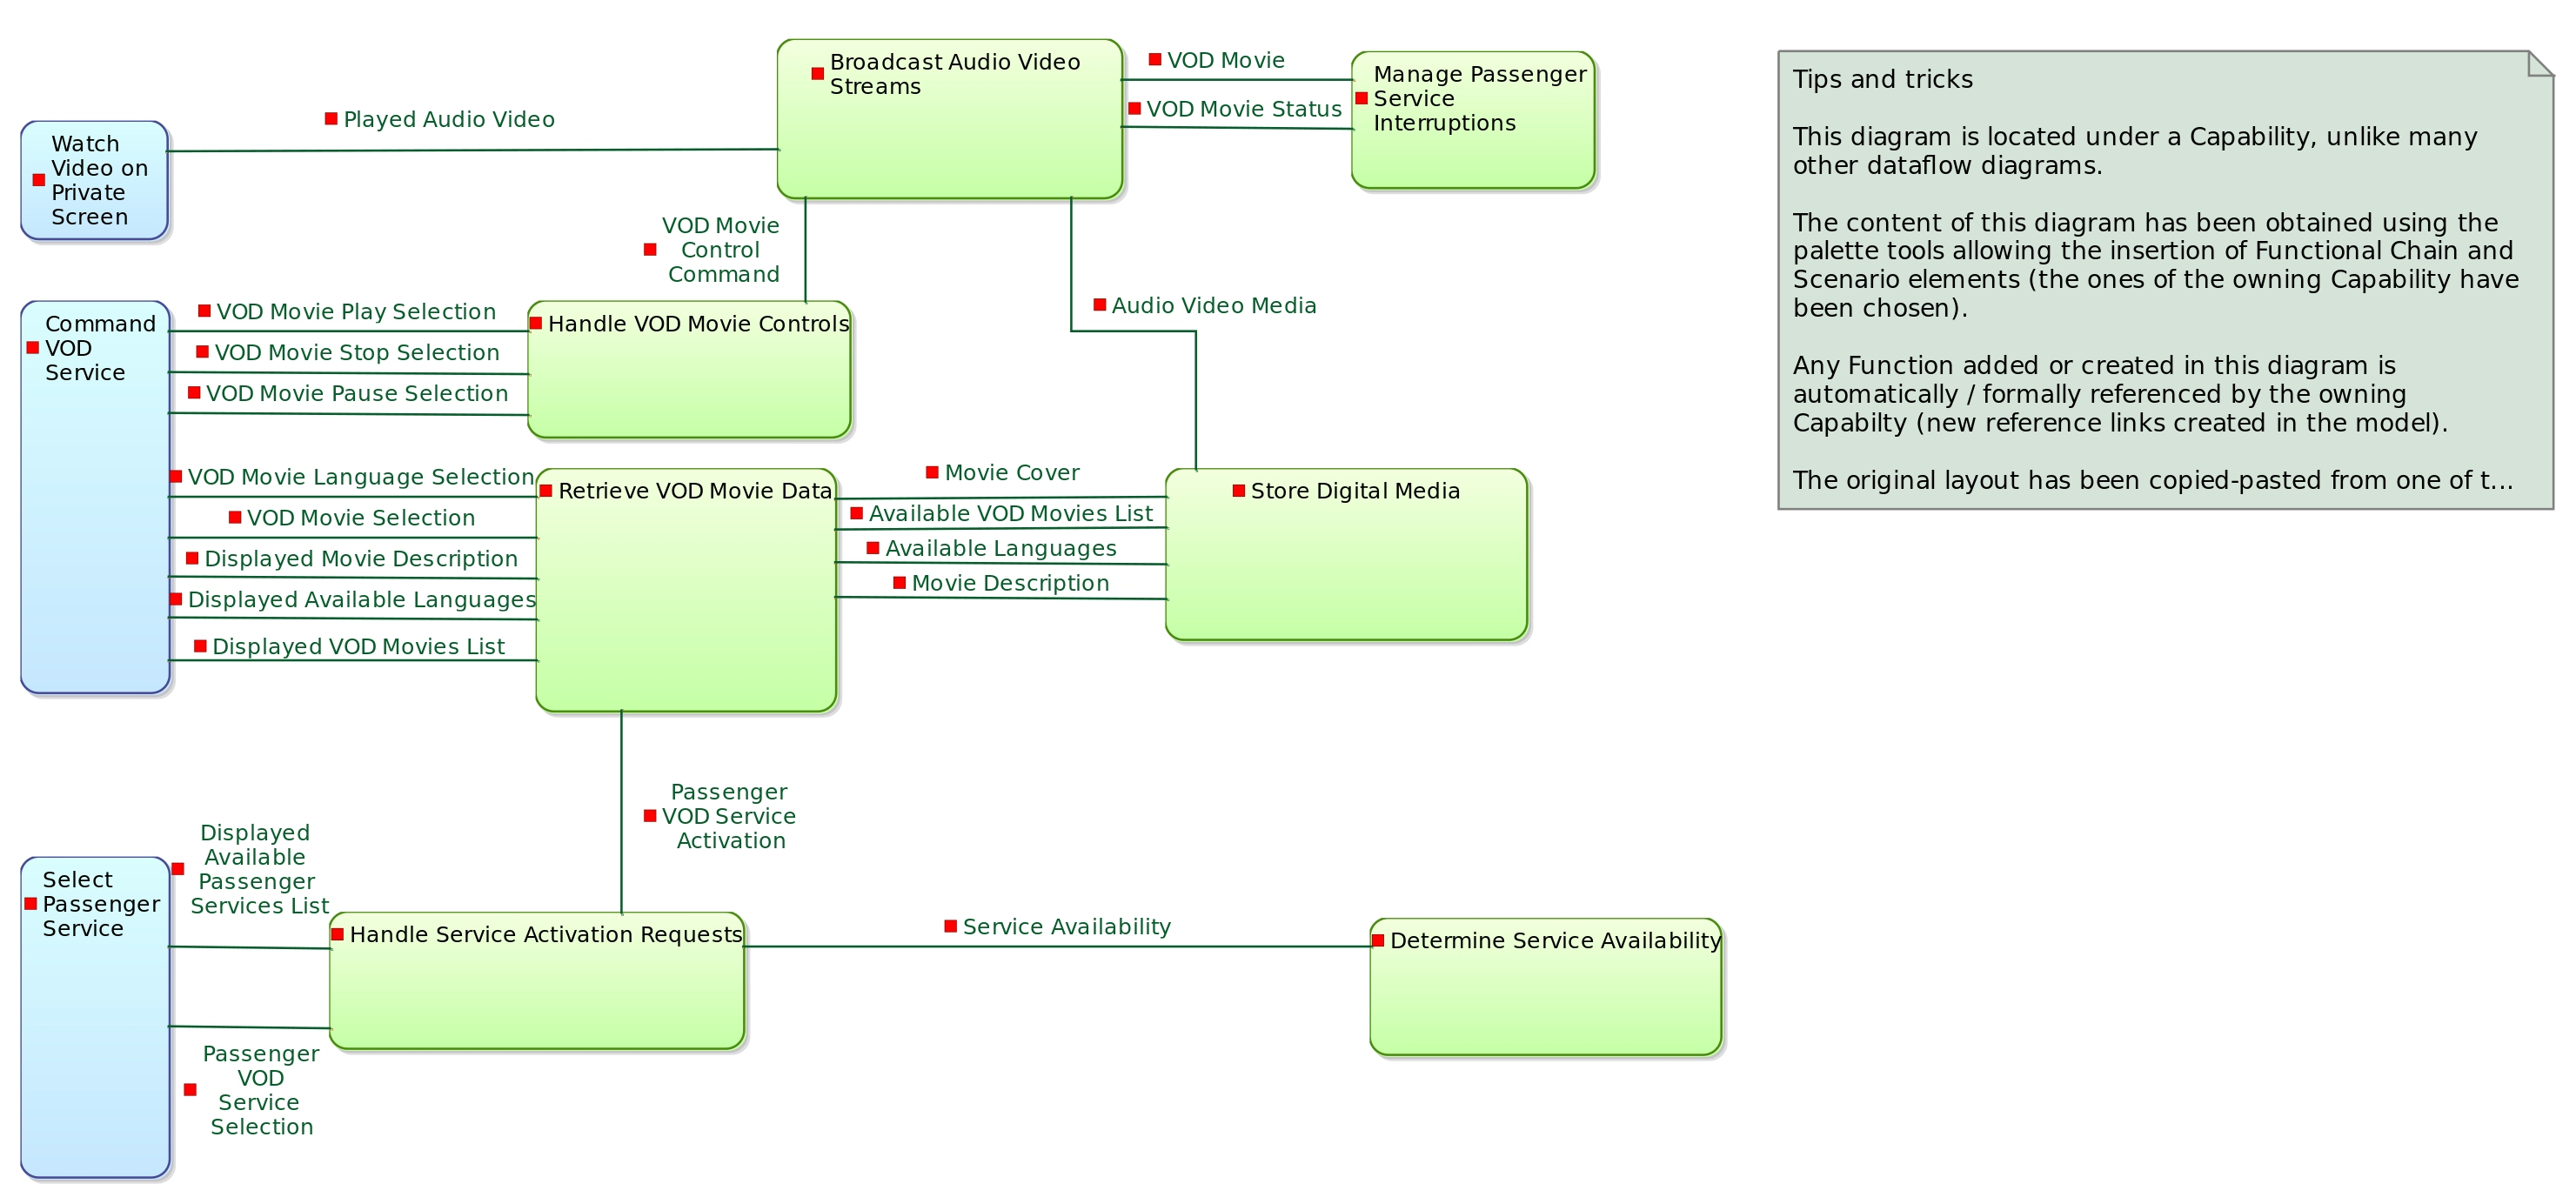 Broadcast Audio Video
Streams
VOD Movie
VOD Movie Status
Manage Passenger
Service
Interruptions
Played Audio Video
Watch
Video on
Private
Screen
VOD Movie
Control
Command
Audio Video Media
Command
VOD
Service
VOD Movie Play Selection
VOD Movie Stop Selection
VOD Movie Pause Selection
Handle VOD Movie Controls
VOD Movie Language Selection
VOD Movie Selection
Displayed Movie Description
Displayed Available Languages
Displayed VOD Movies List
Retrieve VOD Movie Data
Movie Cover
Available VOD Movies List
Available Languages
Movie Description
Store Digital Media
Passenger
VOD Service
Activation
Displayed
Available
Passenger
Services List
Select
Passenger
Service
Handle Service Activation Requests
Service Availability
Determine Service Availability
Passenger
VOD
Service
Selection
Tips and tricks
This diagram is located under a Capability, unlike many
other dataflow diagrams.
The content of this diagram has been obtained using the
palette tools allowing the insertion of Functional Chain and
Scenario elements (the ones of the owning Capability have
been chosen).
Any Function added or created in this diagram is
automatically / formally referenced by the owning
Capabilty (new reference links created in the model).
The original layout has been copied-pasted from one of t...